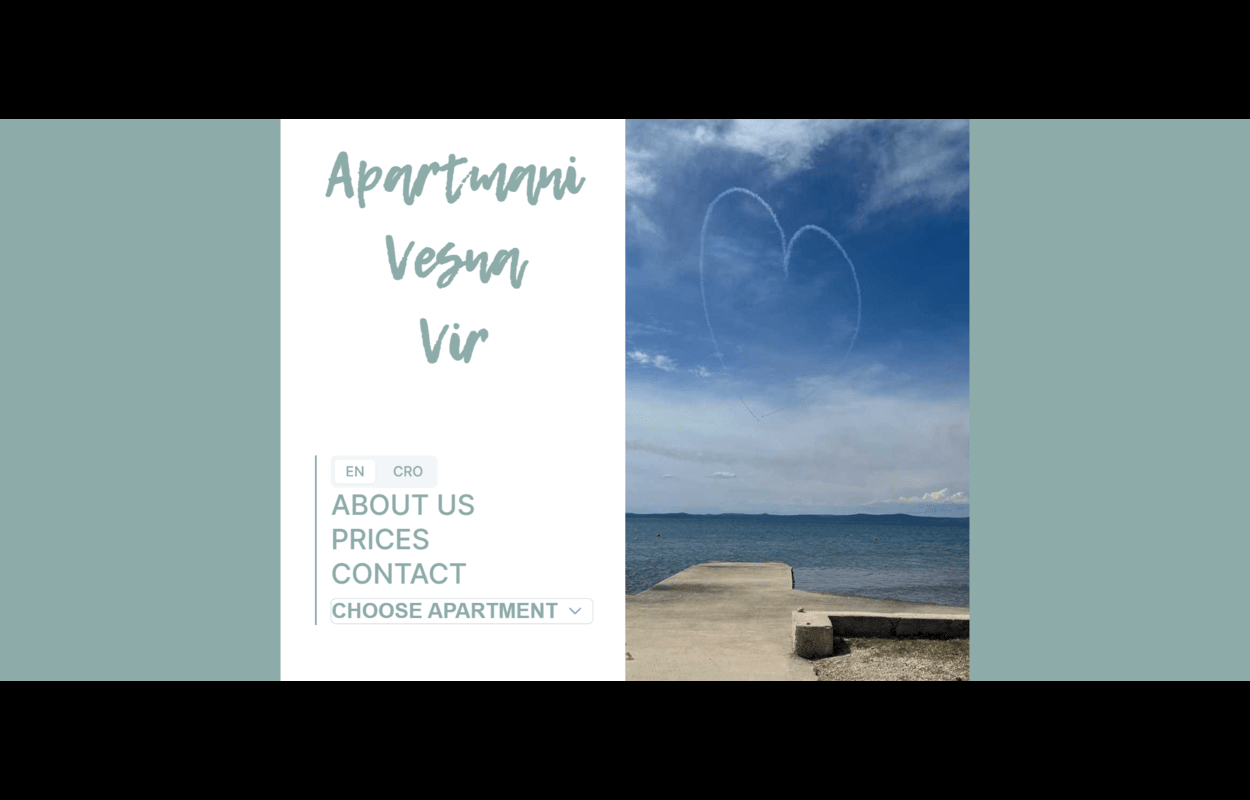 Apartmani
Vesna
Vir
EN CRO
ABOUT US
PRICES
CONTACT
CHOOSE APARTMENT